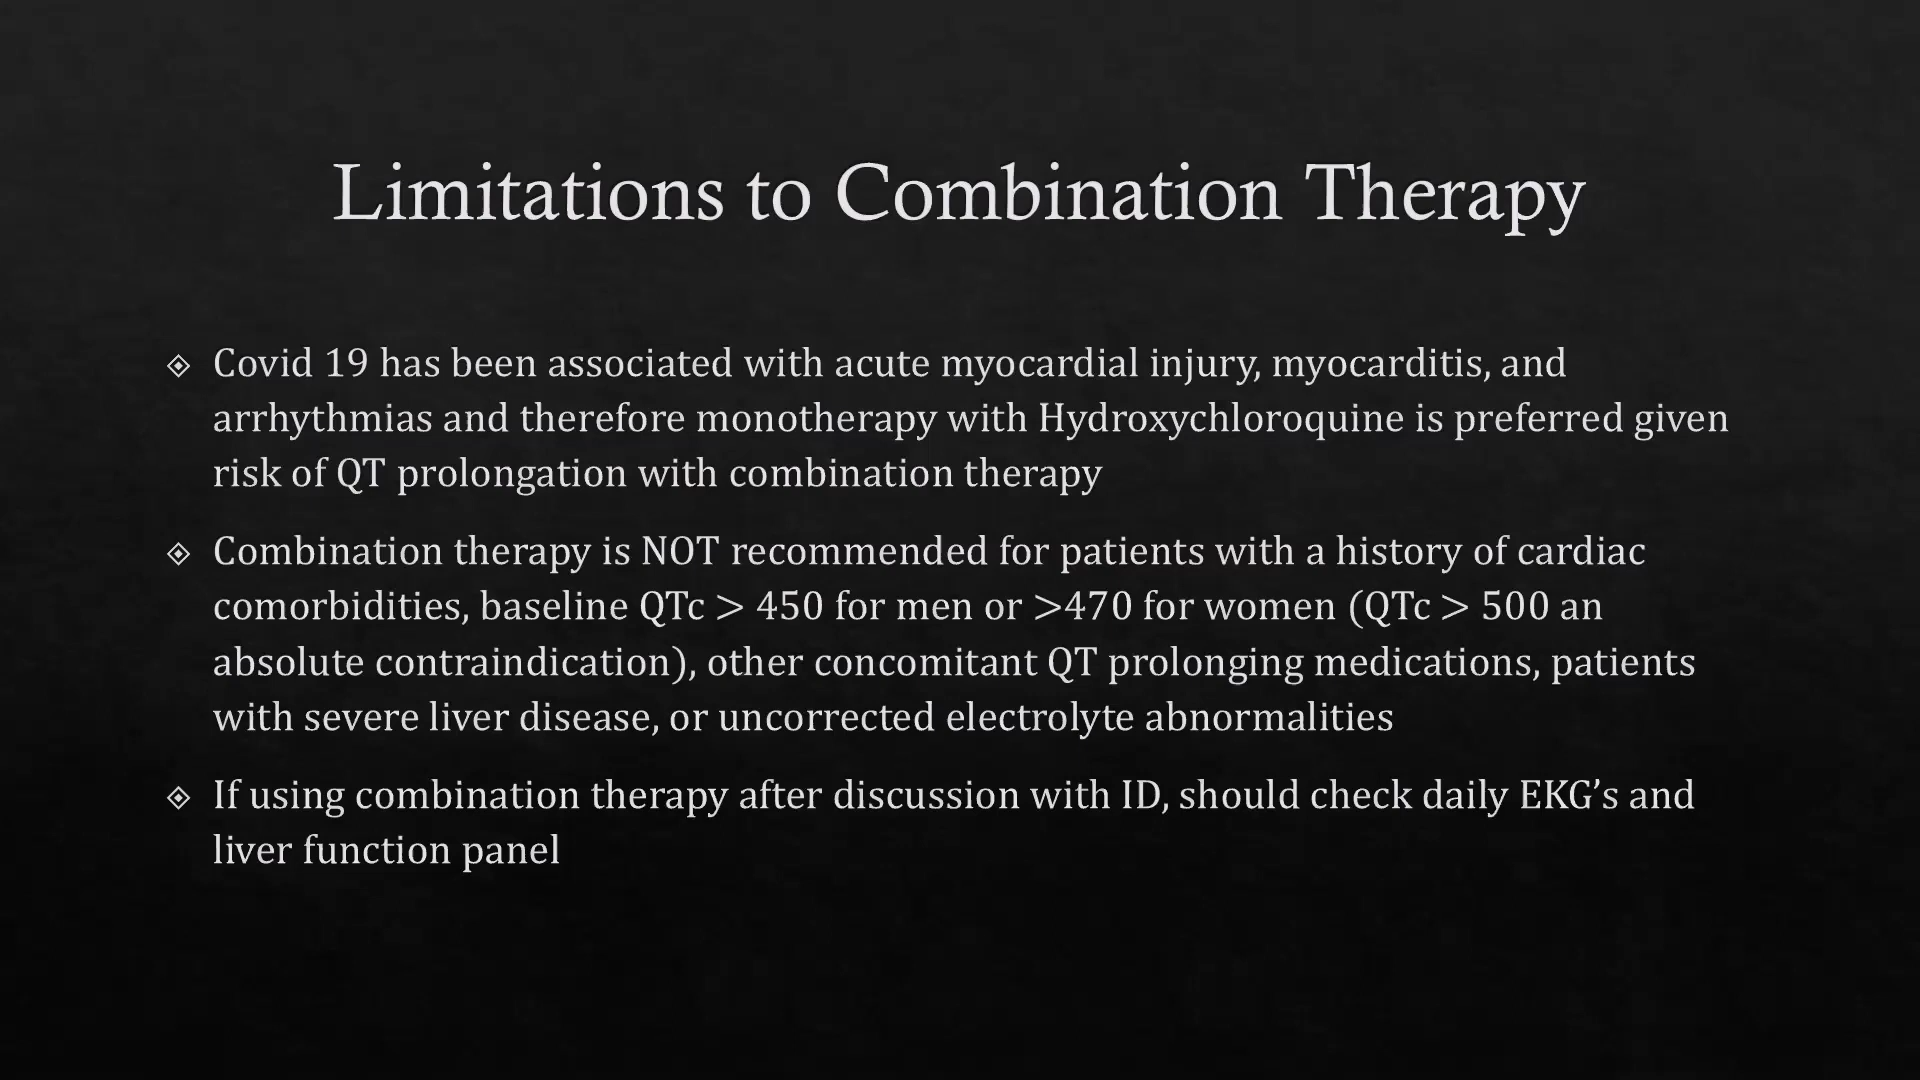 Limitations to Combination Therapy
Covid 19 has been associated with acute myocardial injury, myocarditis, and
arrhythmias and therefore monotherapy with Hydroxychloroquine is preferred given
risk of QT prolongation with combination therapy
Combination therapy is NOT recommended for patients with a history of cardiac
comorbidities, baseline QTc > 450 for men or >470 for women (QTc > 500 an
absolute contraindication), other concomitant QT prolonging medications, patients
with severe liver disease, or uncorrected electrolyte abnormalities
If using combination therapy after discussion with ID, should check daily EKG’s and
liver function panel